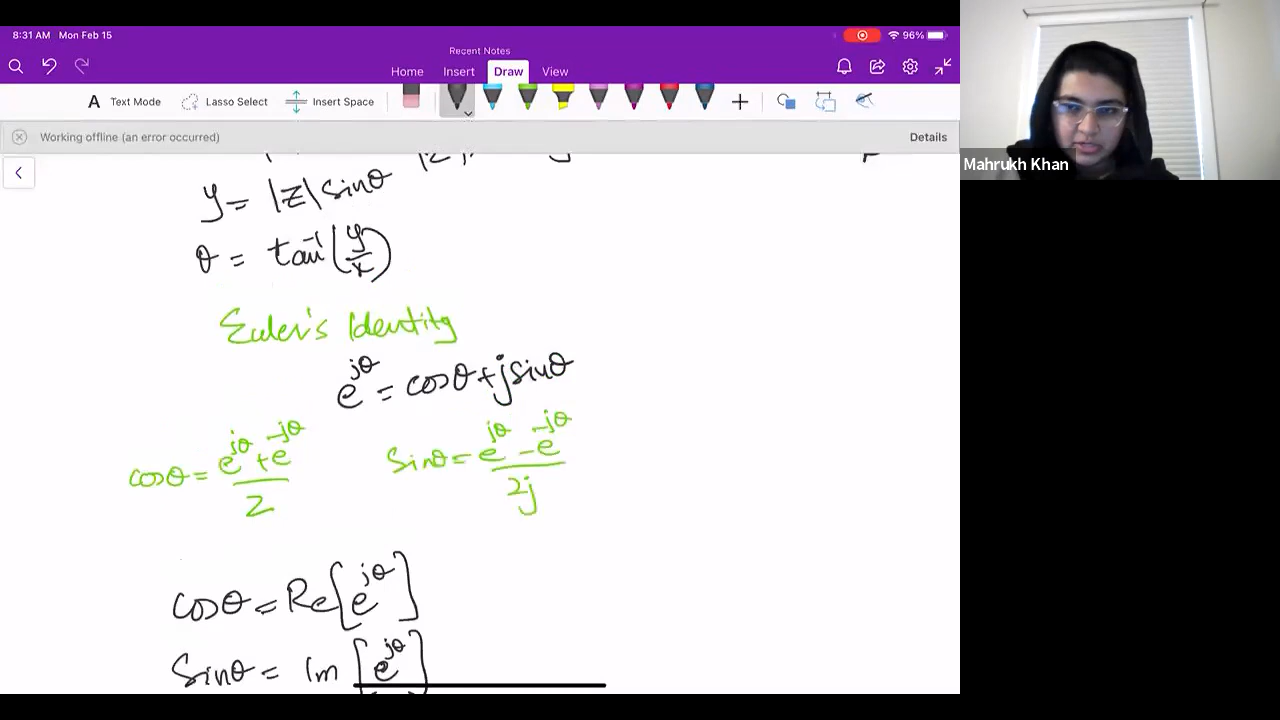 8:31 AM Mon Feb 15
96%
Recent Notes
Home Insert Draw View
Text Mode Lasso Select Insert Space
Working offline (an error occurred) Details
Mahrukh Khan
y = |z| sinθ
θ = tan⁻¹(y/x)
Euler's Identity
e^{jθ} = cosθ + j sinθ
cosθ = (e^{jθ} + e^{-jθ})/2 sinθ = (e^{jθ} - e^{-jθ})/2j
cosθ = Re[e^{jθ}]
sinθ = Im[e^{jθ}]